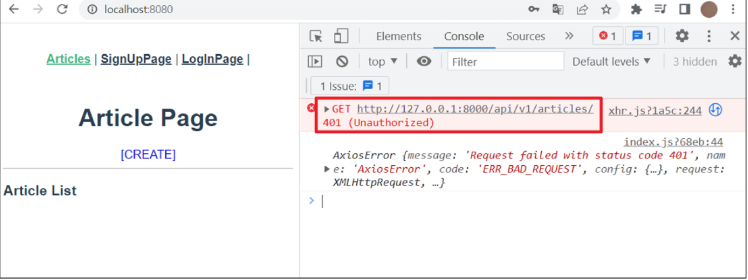 localhost:8080
Elements Console Sources 1 1
top Filter Default levels 3 hidden
1 Issue: 1
Articles | SignUpPage | LogInPage |
Article Page
[CREATE]
Article List
GET http://127.0.0.1:8000/api/v1/articles/ xhr.js?1a5c:244
401 (Unauthorized)
index.js?68eb:44
AxiosError {message: 'Request failed with status code 401', nam
e: 'AxiosError', code: 'ERR_BAD_REQUEST', config: {…}, request:
XMLHttpRequest, …}